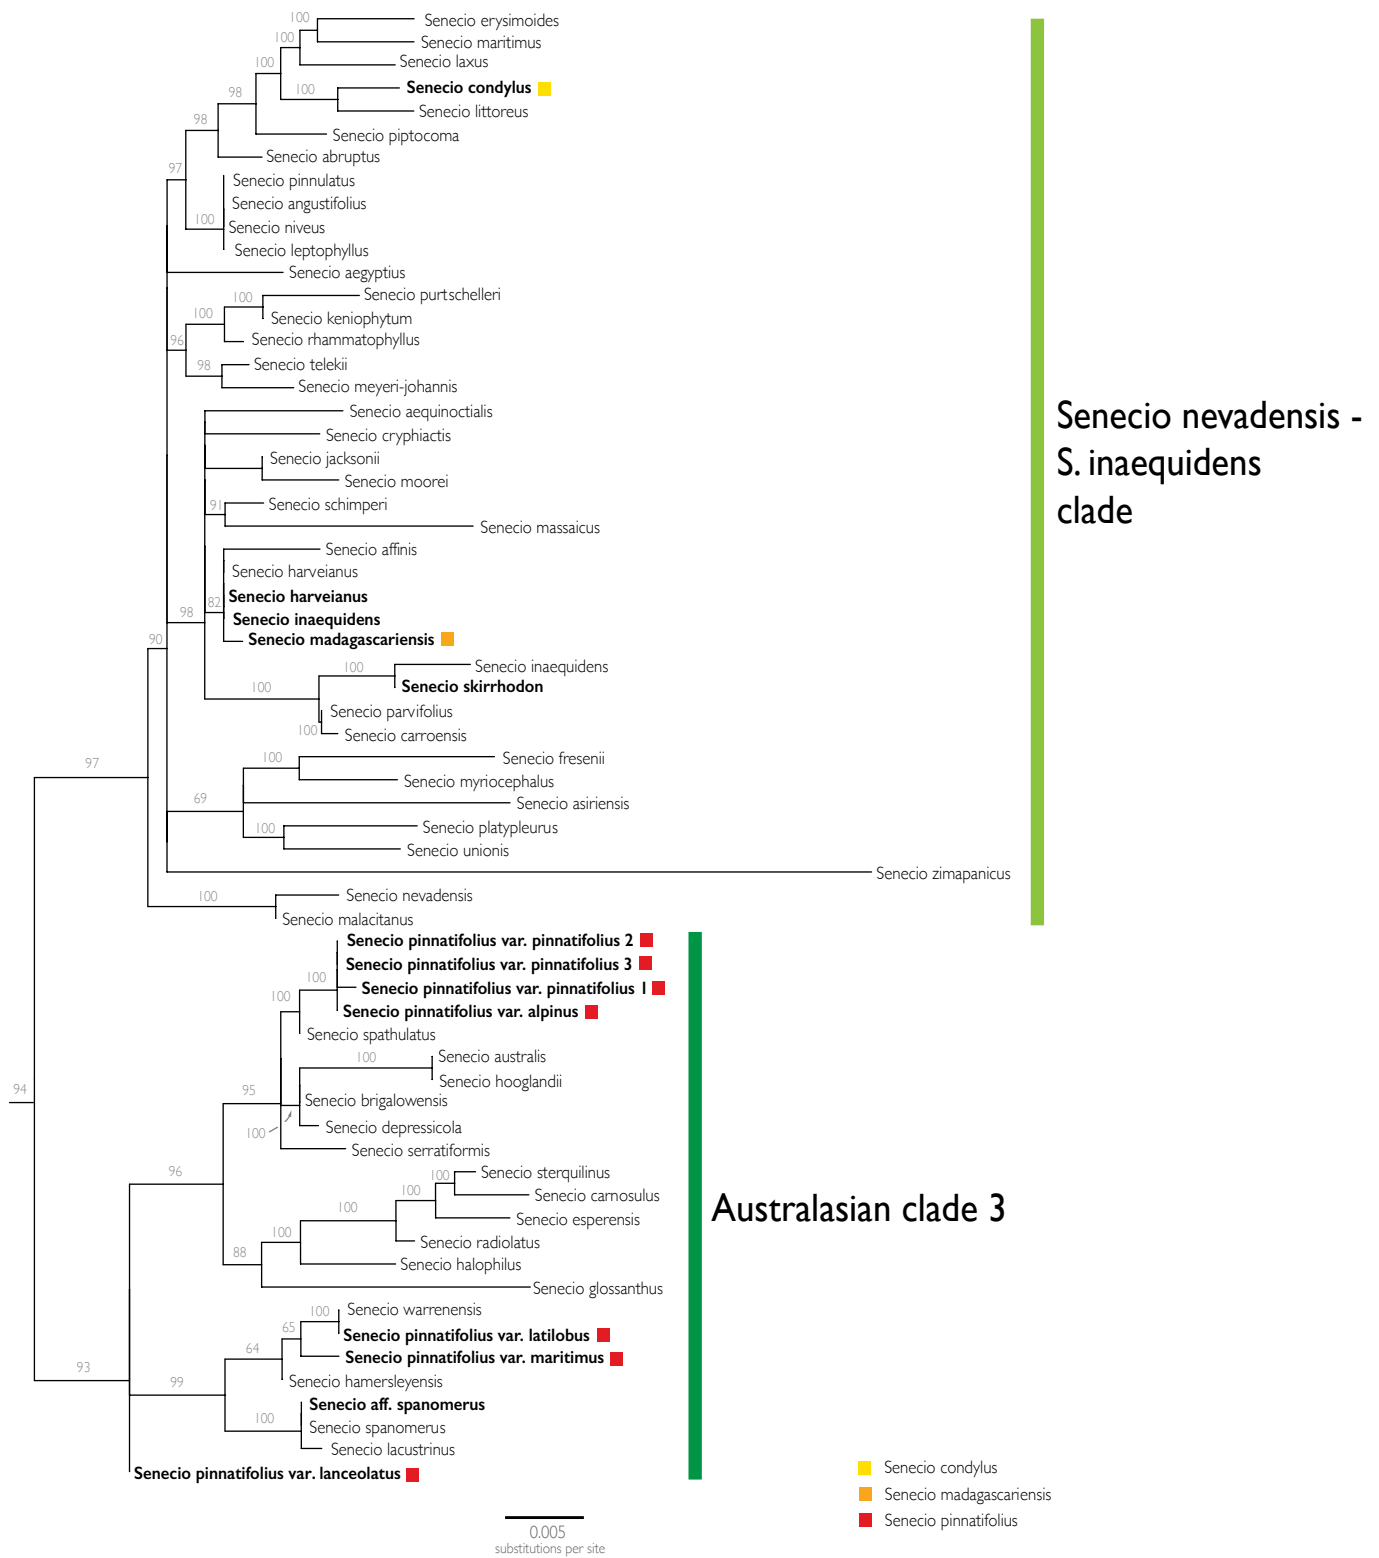 100
Senecio erysimoides
100
Senecio maritimus
100
Senecio laxus
98
100
Senecio condylus
Senecio littoreus
98
Senecio piptocoma
Senecio abruptus
97
Senecio pinnulatus
Senecio angustifolius
100
Senecio niveus
Senecio leptophyllus
Senecio aegyptius
100
Senecio purtschelleri
100
Senecio keniophytum
96
Senecio rhammatophyllus
98
Senecio telekii
Senecio meyeri-johannis
Senecio aequinoctialis
Senecio cryphiactis
Senecio jacksonii
Senecio moorei
91
Senecio schimperi
Senecio massaicus
Senecio nevadensis -
S. inaequidens
clade
Senecio affinis
Senecio harveianus
82
Senecio harveianus
98
Senecio inaequidens
90
Senecio madagascariensis
100
Senecio inaequidens
100
Senecio skirrhodon
Senecio parvifolius
100
Senecio carroensis
97
100
Senecio fresenii
Senecio myriocephalus
69
Senecio asiriensis
100
Senecio platypleurus
Senecio unionis
Senecio zimapanicus
100
Senecio nevadensis
Senecio malacitanus
Senecio pinnatifolius var. pinnatifolius 2
Senecio pinnatifolius var. pinnatifolius 3
100
Senecio pinnatifolius var. pinnatifolius 1
100
Senecio pinnatifolius var. alpinus
Senecio spathulatus
100
Senecio australis
Senecio hooglandii
94
95
Senecio brigalowensis
100
Senecio depressicola
Senecio serratiformis
96
100
Senecio sterquilinus
100
Senecio carnosulus
100
Senecio esperensis
100
Senecio radiolatus
88
Senecio halophilus
Senecio glossanthus
Australasian clade 3
100
Senecio warrenensis
65
Senecio pinnatifolius var. latilobus
64
Senecio pinnatifolius var. maritimus
93
99
Senecio hamersleyensis
Senecio aff. spanomerus
100
Senecio spanomerus
Senecio lacustrinus
Senecio pinnatifolius var. lanceolatus
Senecio condylus
Senecio madagascariensis
Senecio pinnatifolius
0.005
substitutions per site